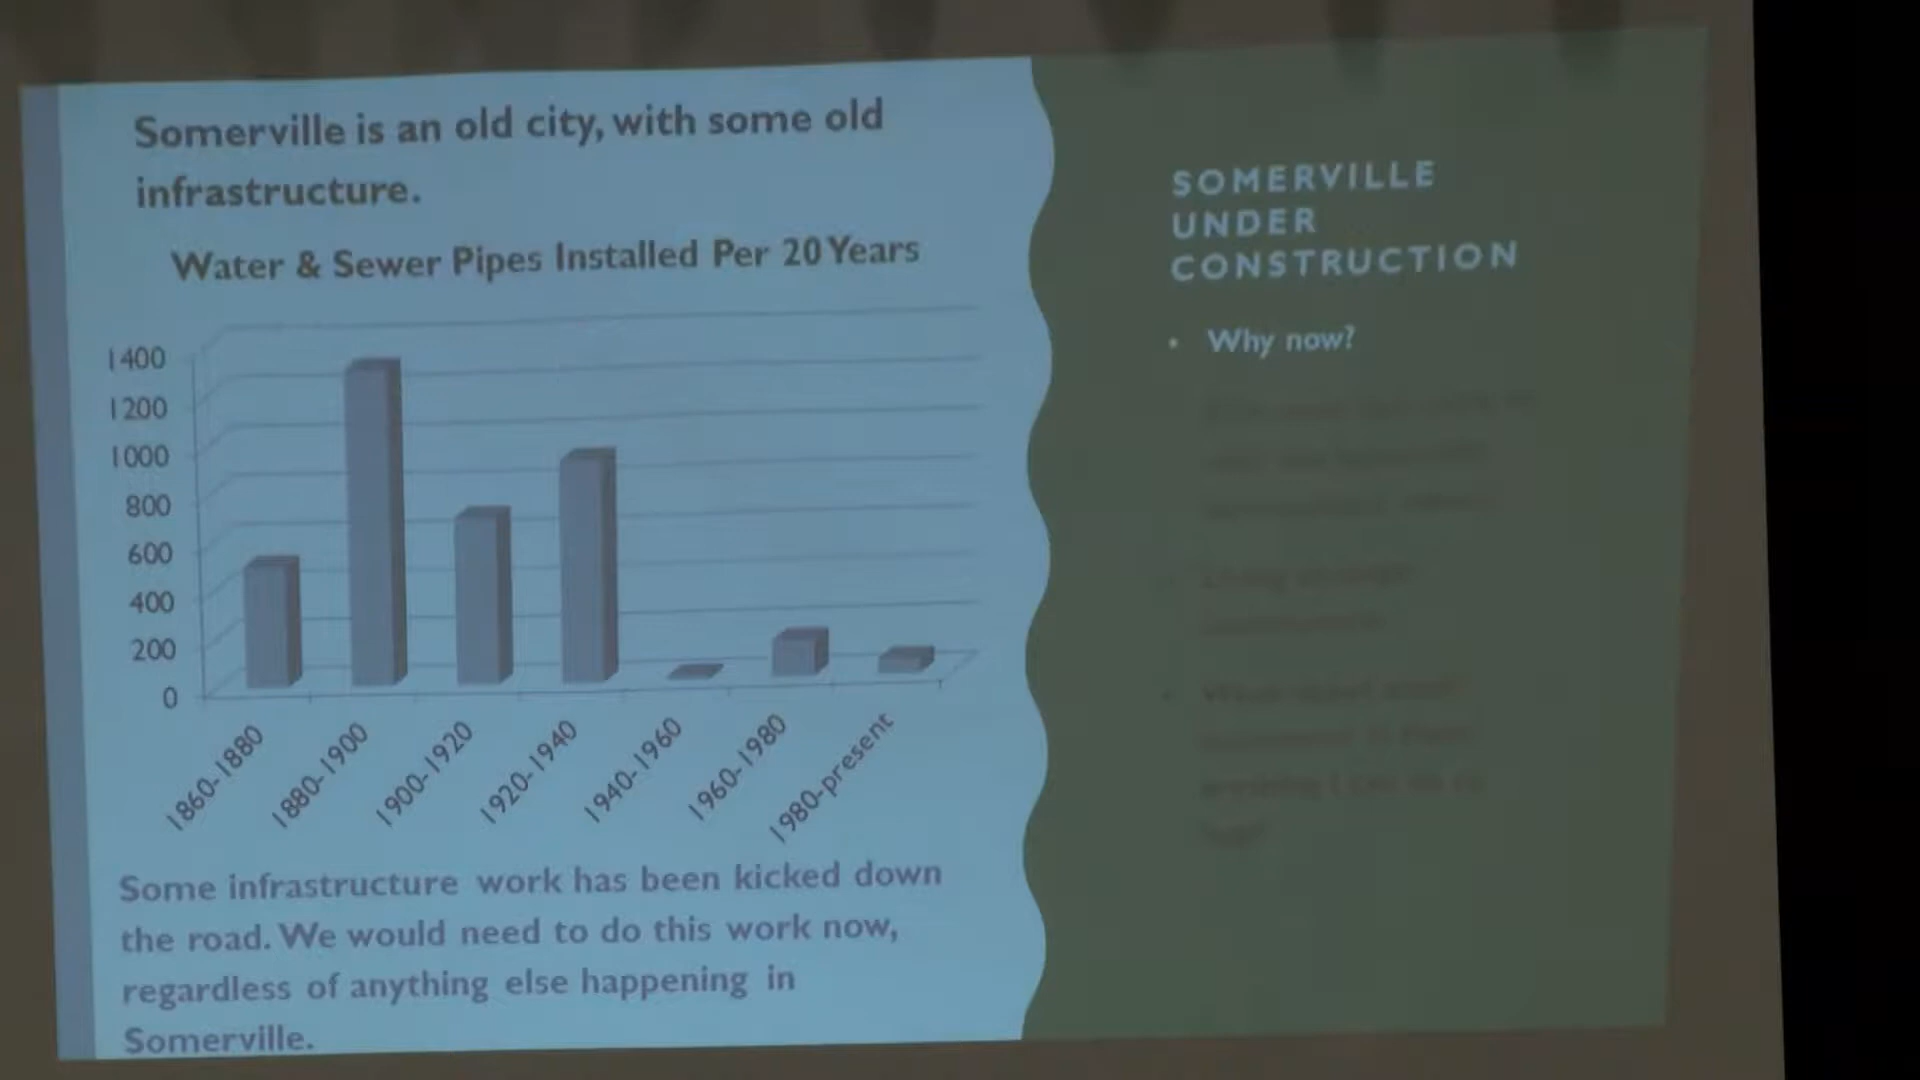 Somerville is an old city, with some old
infrastructure.
Water & Sewer Pipes Installed Per 20 Years
1400
1200
1000
800
600
400
200
0
1860-1880
1880-1900
1900-1920
1920-1940
1940-1960
1960-1980
1980-present
Some infrastructure work has been kicked down
the road. We would need to do this work now,
regardless of anything else happening in
Somerville.
SOMERVILLE
UNDER
CONSTRUCTION
• Why now?